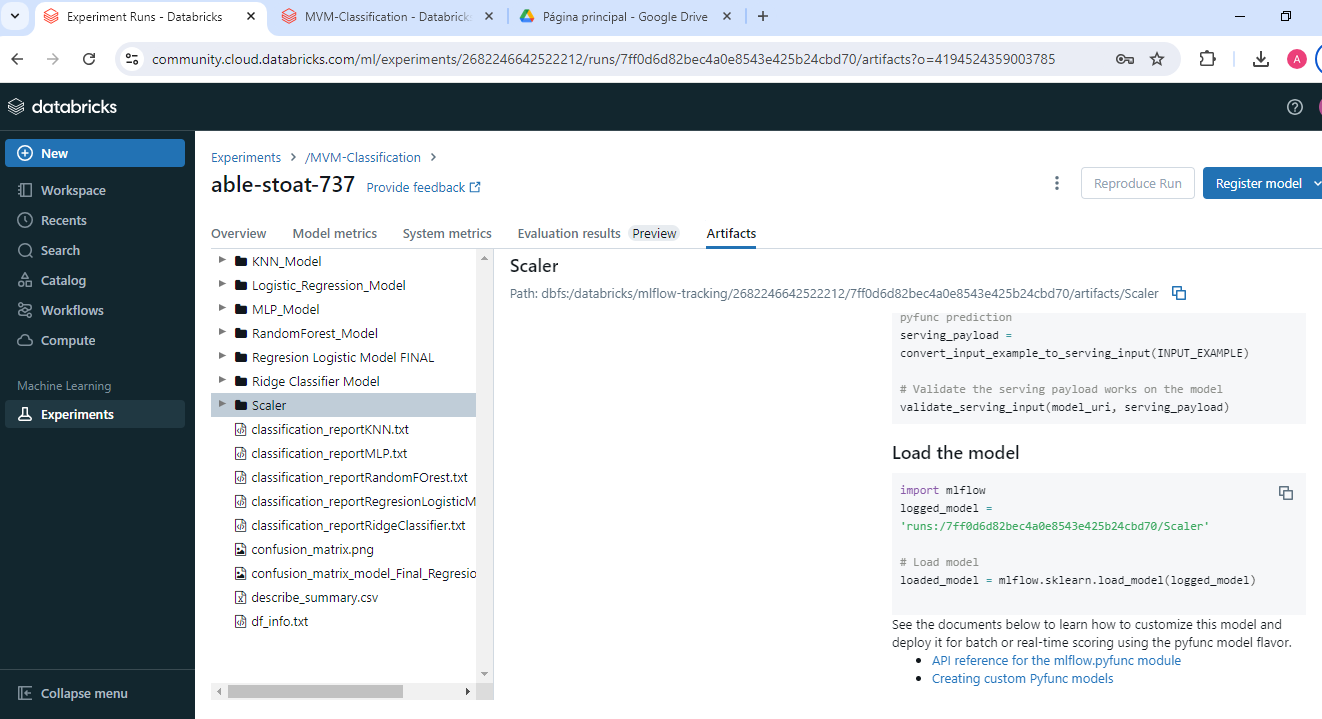 Experiment Runs - Databricks
MVM-Classification - Databricks
Página principal - Google Drive
community.cloud.databricks.com/ml/experiments/2682246642522212/runs/7ff0d6d82bec4a0e8543e425b24cbd70/artifacts?o=4194524359003785
A
databricks
New
Workspace
Recents
Search
Catalog
Workflows
Compute
Machine Learning
Experiments
Collapse menu
Experiments > /MVM-Classification >
able-stoat-737 Provide feedback
Reproduce Run
Register model
Overview Model metrics System metrics Evaluation results Preview Artifacts
KNN_Model
Logistic_Regression_Model
MLP_Model
RandomForest_Model
Regresion Logistic Model FINAL
Ridge Classifier Model
Scaler
classification_reportKNN.txt
classification_reportMLP.txt
classification_reportRandomFOrest.txt
classification_reportRegresionLogisticM
classification_reportRidgeClassifier.txt
confusion_matrix.png
confusion_matrix_model_Final_Regresio
describe_summary.csv
df_info.txt
Scaler
Path: dbfs:/databricks/mlflow-tracking/2682246642522212/7ff0d6d82bec4a0e8543e425b24cbd70/artifacts/Scaler
pyfunc prediction
serving_payload =
convert_input_example_to_serving_input(INPUT_EXAMPLE)
# Validate the serving payload works on the model
validate_serving_input(model_uri, serving_payload)
Load the model
import mlflow
logged_model =
'runs:/7ff0d6d82bec4a0e8543e425b24cbd70/Scaler'
# Load model
loaded_model = mlflow.sklearn.load_model(logged_model)
See the documents below to learn how to customize this model and
deploy it for batch or real-time scoring using the pyfunc model flavor.
API reference for the mlflow.pyfunc module
Creating custom Pyfunc models